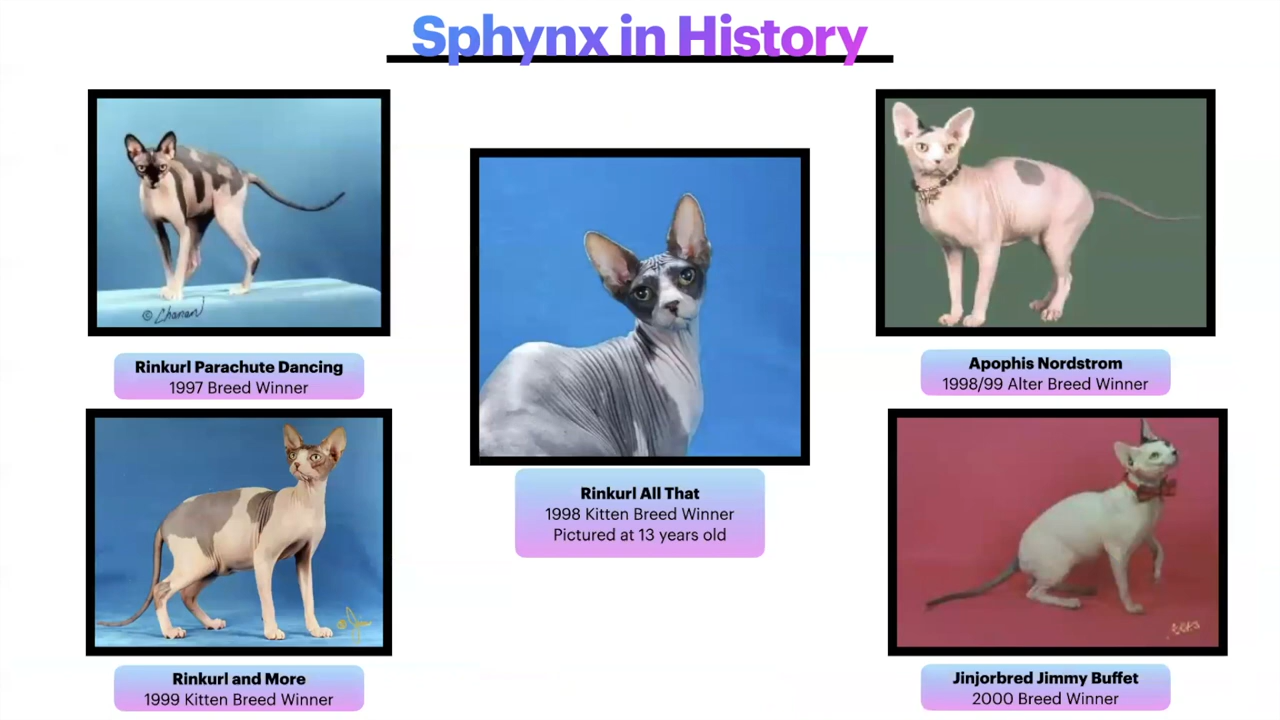 Sphynx in History
© Chanan
Rinkurl Parachute Dancing
1997 Breed Winner
Rinkurl All That
1998 Kitten Breed Winner
Pictured at 13 years old
Apophis Nordstrom
1998/99 Alter Breed Winner
Rinkurl and More
1999 Kitten Breed Winner
Jinjorbred Jimmy Buffet
2000 Breed Winner